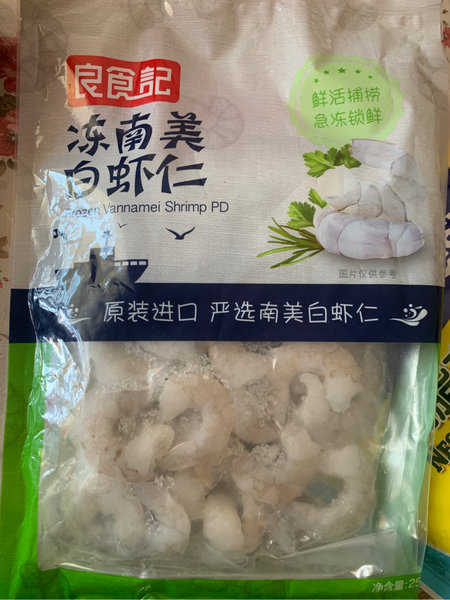 良食記
鲜活捕捞
急冻锁鲜
冻南美
白虾仁
Frozen Vannamei Shrimp PD
图片仅供参考
原装进口 严选南美白虾仁
净含量:25